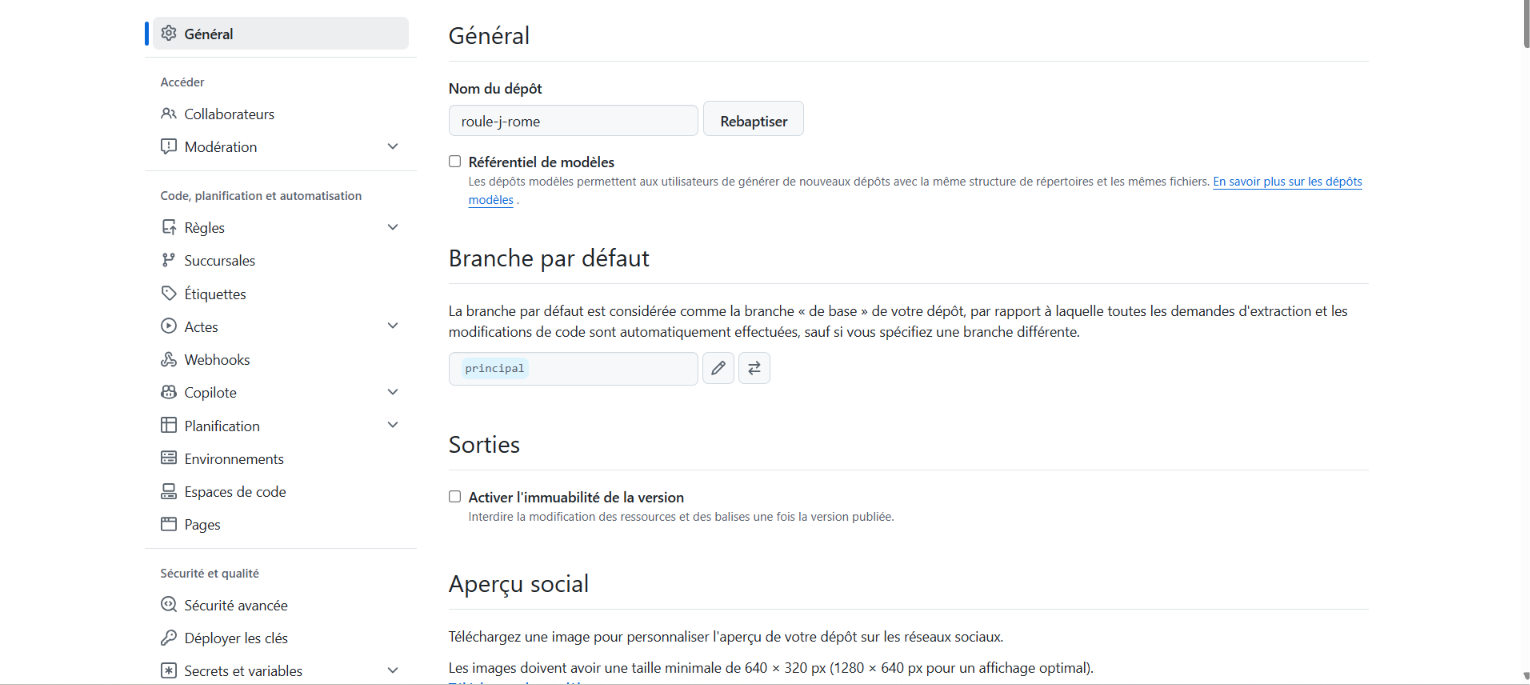 Général
Accéder
Collaborateurs
Modération
Code, planification et automatisation
Règles
Succursales
Étiquettes
Actes
Webhooks
Copilote
Planification
Environnements
Espaces de code
Pages
Sécurité et qualité
Sécurité avancée
Déployer les clés
Secrets et variables
Général
Nom du dépôt
roule-j-rome
Rebaptiser
Référentiel de modèles
Les dépôts modèles permettent aux utilisateurs de générer de nouveaux dépôts avec la même structure de répertoires et les mêmes fichiers. En savoir plus sur les dépôts
modèles .
Branche par défaut
La branche par défaut est considérée comme la branche « de base » de votre dépôt, par rapport à laquelle toutes les demandes d'extraction et les
modifications de code sont automatiquement effectuées, sauf si vous spécifiez une branche différente.
principal
Sorties
Activer l'immuabilité de la version
Interdire la modification des ressources et des balises une fois la version publiée.
Aperçu social
Téléchargez une image pour personnaliser l'aperçu de votre dépôt sur les réseaux sociaux.
Les images doivent avoir une taille minimale de 640 × 320 px (1280 × 640 px pour un affichage optimal).